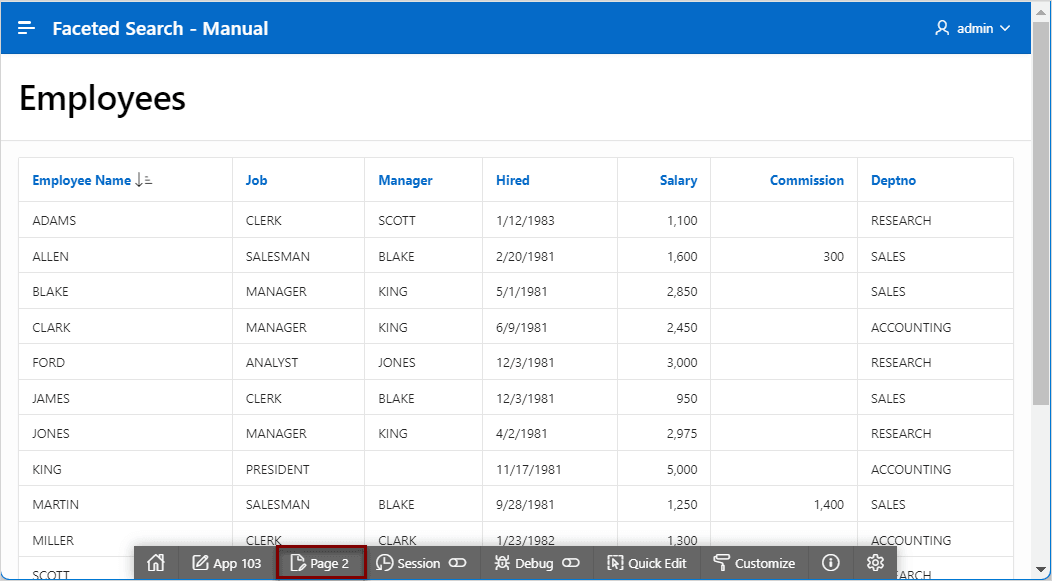 Faceted Search - Manual admin
Employees
Employee Name Job Manager Hired Salary Commission Deptno
ADAMS CLERK SCOTT 1/12/1983 1,100 RESEARCH
ALLEN SALESMAN BLAKE 2/20/1981 1,600 300 SALES
BLAKE MANAGER KING 5/1/1981 2,850 SALES
CLARK MANAGER KING 6/9/1981 2,450 ACCOUNTING
FORD ANALYST JONES 12/3/1981 3,000 RESEARCH
JAMES CLERK BLAKE 12/3/1981 950 SALES
JONES MANAGER KING 4/2/1981 2,975 RESEARCH
KING PRESIDENT 11/17/1981 5,000 ACCOUNTING
MARTIN SALESMAN BLAKE 9/28/1981 1,250 1,400 SALES
MILLER CLERK CLARK 1/23/1982 1,300 ACCOUNTING
App 103 Page 2 Session Debug Quick Edit Customize
SCOTT